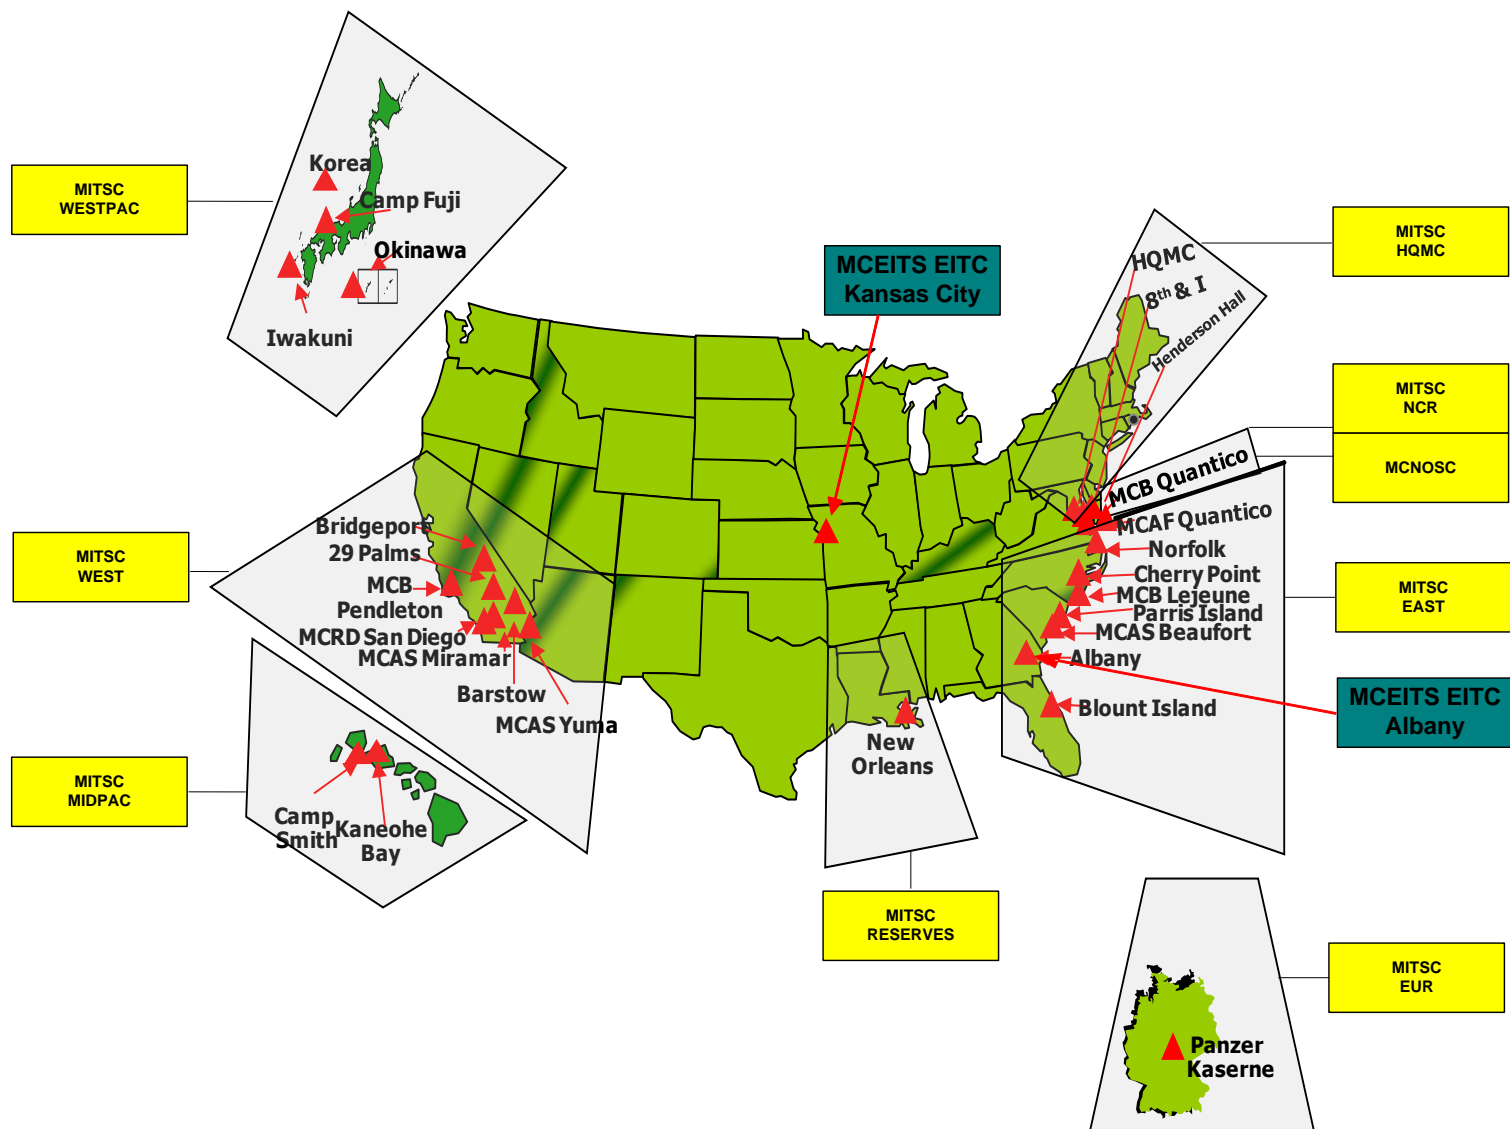 Korea
Camp Fuji
Okinawa
Iwakuni
MITSC
WESTPAC
MCEITS EITC
Kansas City
HQMC
8th & I
Henderson Hall
MITSC
HQMC
MITSC
NCR
MCNOSC
MCB Quantico
MCAF Quantico
Norfolk
Cherry Point
MCB Lejeune
Parris Island
MCAS Beaufort
Albany
Blount Island
MITSC
EAST
MCEITS EITC
Albany
Bridgeport
29 Palms
MCB
Pendleton
MCRD San Diego
MCAS Miramar
Barstow
MCAS Yuma
MITSC
WEST
MITSC
MIDPAC
Camp
Smith
Kaneohe
Bay
New
Orleans
MITSC
RESERVES
MITSC
EUR
Panzer
Kaserne